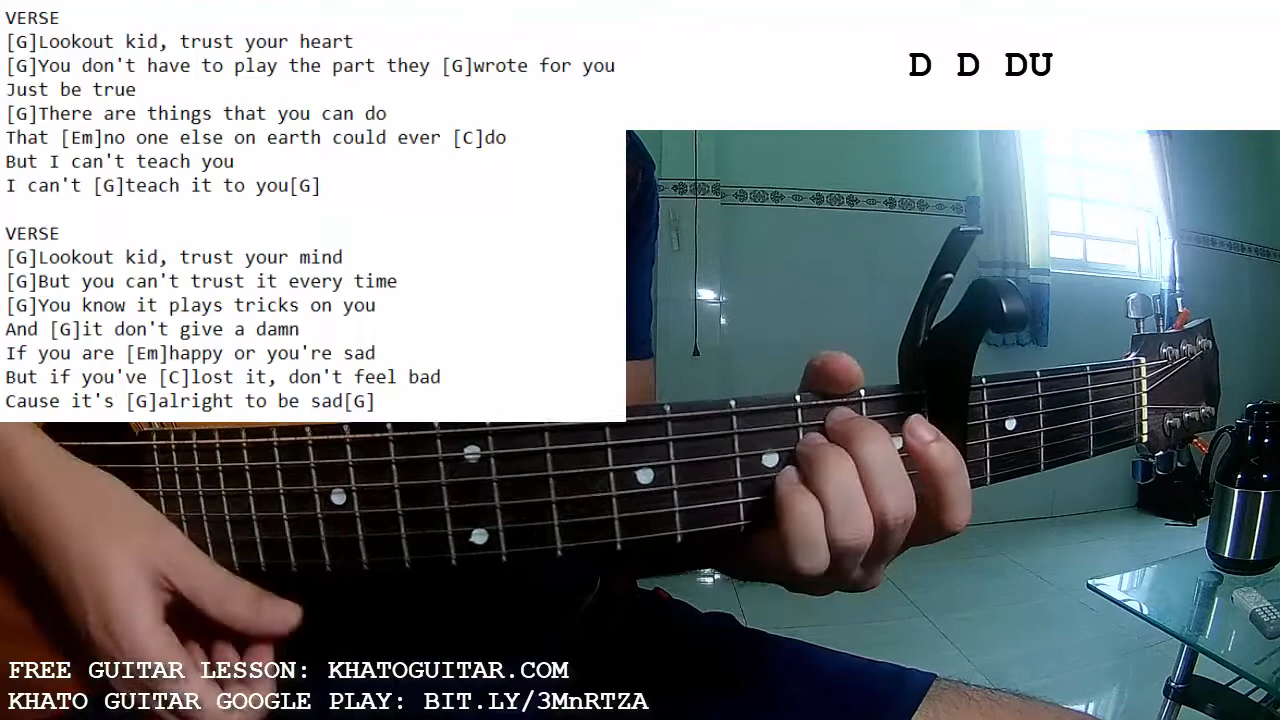 VERSE
[G]Lookout kid, trust your heart
[G]You don't have to play the part they [G]wrote for you
Just be true
[G]There are things that you can do
That [Em]no one else on earth could ever [C]do
But I can't teach you
I can't [G]teach it to you[G]
VERSE
[G]Lookout kid, trust your mind
[G]But you can't trust it every time
[G]You know it plays tricks on you
And [G]it don't give a damn
If you are [Em]happy or you're sad
But if you've [C]lost it, don't feel bad
Cause it's [G]alright to be sad[G]
D D DU
FREE GUITAR LESSON: KHATOGUITAR.COM
KHATO GUITAR GOOGLE PLAY: BIT.LY/3MnRTZA